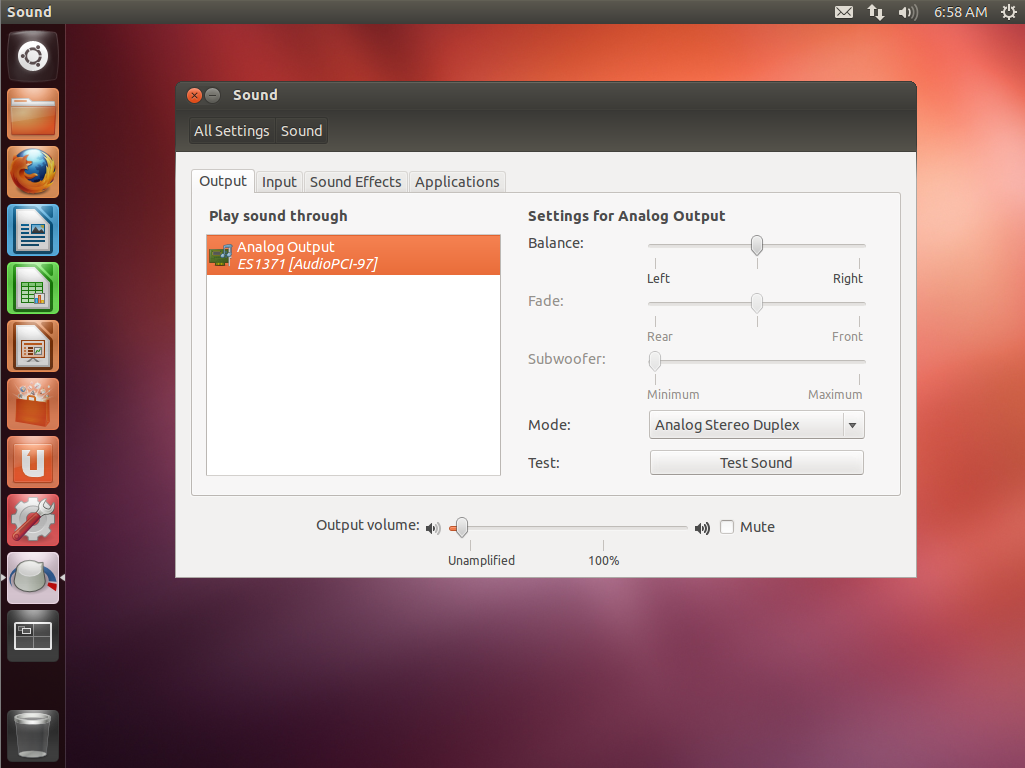 Sound
6:58 AM
Sound
All Settings Sound
Output Input Sound Effects Applications
Play sound through
Analog Output
ES1371 [AudioPCI-97]
Settings for Analog Output
Balance:
Left Right
Fade:
Rear Front
Subwoofer:
Minimum Maximum
Mode: Analog Stereo Duplex
Test: Test Sound
Output volume: Mute
Unamplified 100%